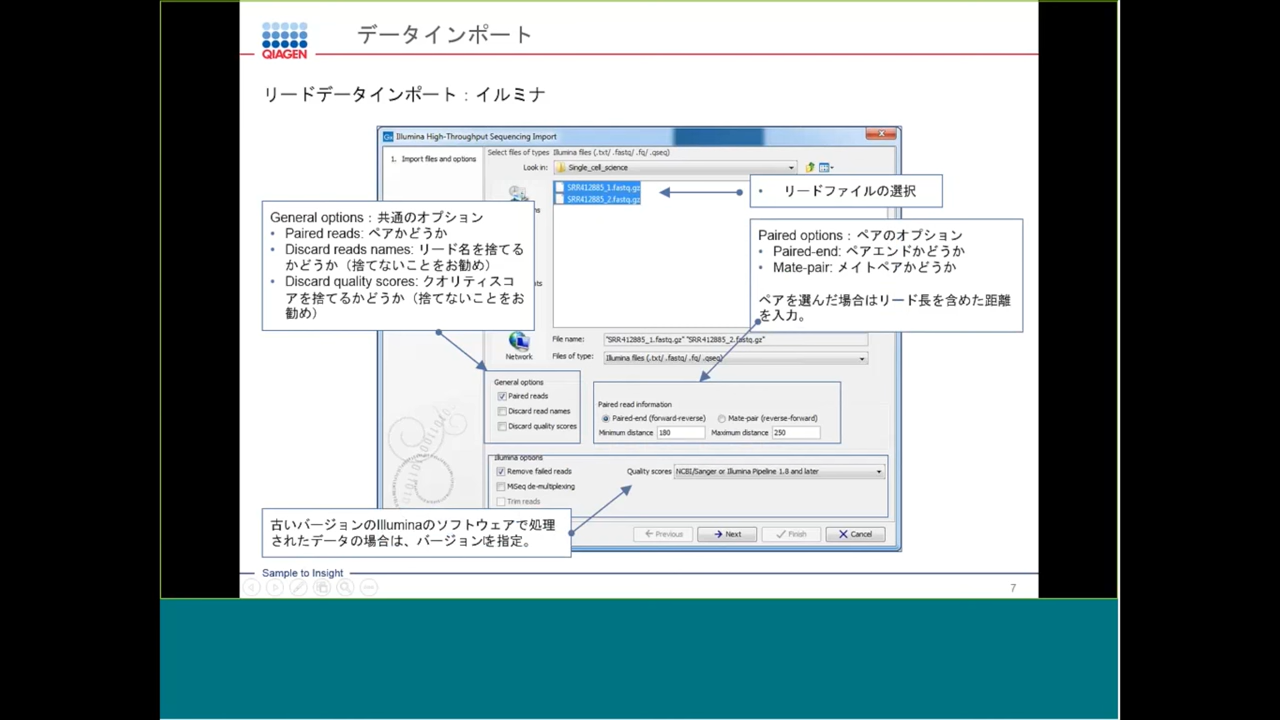 QIAGEN
データインポート
リードデータインポート：イルミナ
Illumina High-Throughput Sequencing Import
1. Import files and options
Select files of types Illumina files (.txt/ .fastq/ .fq/ .qseq)
Look in: Single_cell_science
SRR412885_1.fastq.gz
SRR412885_2.fastq.gz
• リードファイルの選択
General options：共通のオプション
• Paired reads: ペアかどうか
• Discard reads names: リード名を捨てる
かどうか（捨てないことをお勧め）
• Discard quality scores: クオリティスコ
アを捨てるかどうか（捨てないことをお
勧め）
Paired options：ペアのオプション
• Paired-end: ペアエンドかどうか
• Mate-pair: メイトペアかどうか
ペアを選んだ場合はリード長を含めた距離
を入力。
Network
File name: "SRR412885_1.fastq.gz" "SRR412885_2.fastq.gz"
Files of type: Illumina files (.txt/ .fastq/ .fq/ .qseq)
General options
Paired reads
Discard read names
Discard quality scores
Paired read information
Paired-end (forward-reverse) Mate-pair (reverse-forward)
Minimum distance 180 Maximum distance 250
Illumina options
Remove failed reads Quality scores NCBI/Sanger or Illumina Pipeline 1.8 and later
MiSeq de-multiplexing
Trim reads
古いバージョンのIlluminaのソフトウェアで処理
されたデータの場合は、バージョンを指定。
Previous Next Finish Cancel
Sample to Insight
7